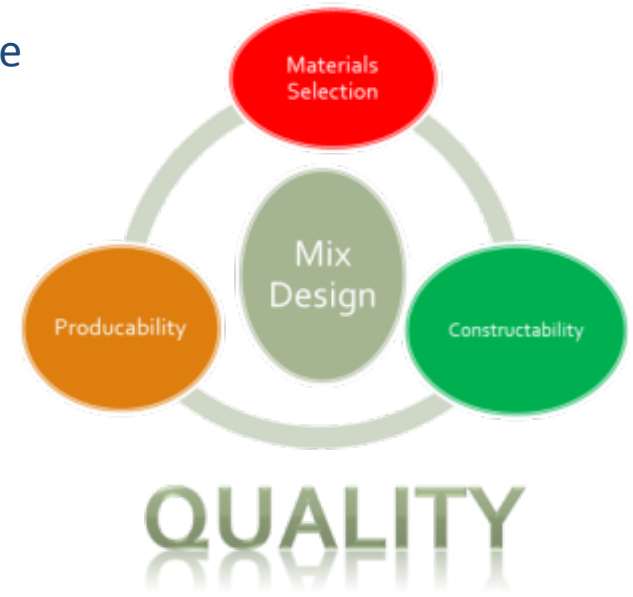 e
Materials
Selection
Mix
Design
Producability
Constructability
QUALITY